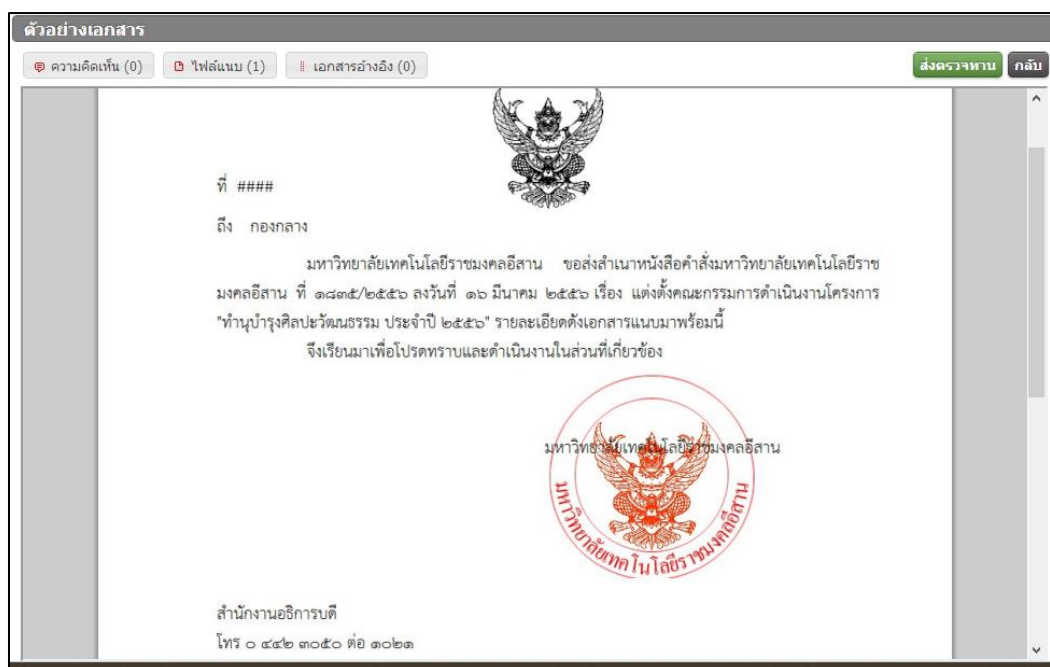 ตัวอย่างเอกสาร
ความคิดเห็น (0) ไฟล์แนบ (1) เอกสารอ้างอิง (0) ส่งตรวจทาน กลับ
ที่ ####
ถึง กองกลาง
มหาวิทยาลัยเทคโนโลยีราชมงคลอีสาน ขอส่งสำเนาหนังสือคำสั่งมหาวิทยาลัยเทคโนโลยีราช
มงคลอีสาน ที่ ๑๘๓๕/๒๕๕๖ ลงวันที่ ๑๖ มีนาคม ๒๕๕๖ เรื่อง แต่งตั้งคณะกรรมการดำเนินงานโครงการ
"ทำนุบำรุงศิลปะวัฒนธรรม ประจำปี ๒๕๕๖" รายละเอียดดังเอกสารแนบมาพร้อมนี้
จึงเรียนมาเพื่อโปรดทราบและดำเนินงานในส่วนที่เกี่ยวข้อง
มหาวิทยาลัยเทคโนโลยีราชมงคลอีสาน
มหาวิทยาลัยเทคโนโลยีราชมงคลอีสาน
สำนักงานอธิการบดี
โทร ๐ ๔๔๒ ๓๐๕๐ ต่อ ๑๐๒๑